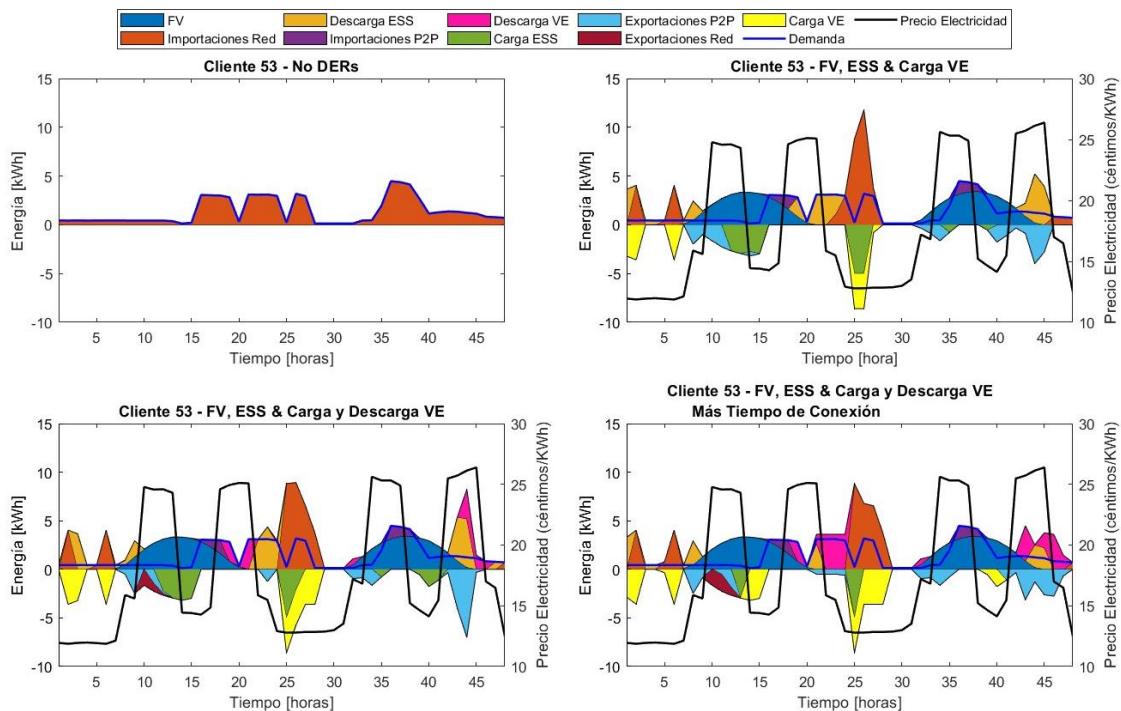 FV Descarga ESS Descarga VE Exportaciones P2P Carga VE Precio Electricidad
Importaciones Red Importaciones P2P Carga ESS Exportaciones Red Demanda
Cliente 53 - No DERs
15
10
5
0
-5
-10
Energía [kWh]
5 10 15 20 25 30 35 40 45
Tiempo [horas]
Cliente 53 - FV, ESS & Carga VE
15
10
5
0
-5
-10
Energía [kWh]
30
25
20
15
10
Precio Electricidad (céntimos/KWh)
5 10 15 20 25 30 35 40 45
Tiempo [hora]
Cliente 53 - FV, ESS & Carga y Descarga VE
15
10
5
0
-5
-10
Energía [kWh]
30
25
20
15
10
Precio Electricidad (céntimos/KWh)
5 10 15 20 25 30 35 40 45
Tiempo [horas]
Cliente 53 - FV, ESS & Carga y Descarga VE
Más Tiempo de Conexión
15
10
5
0
-5
-10
Energía [kWh]
30
25
20
15
10
Precio Electricidad (céntimos/KWh)
5 10 15 20 25 30 35 40 45
Tiempo [horas]